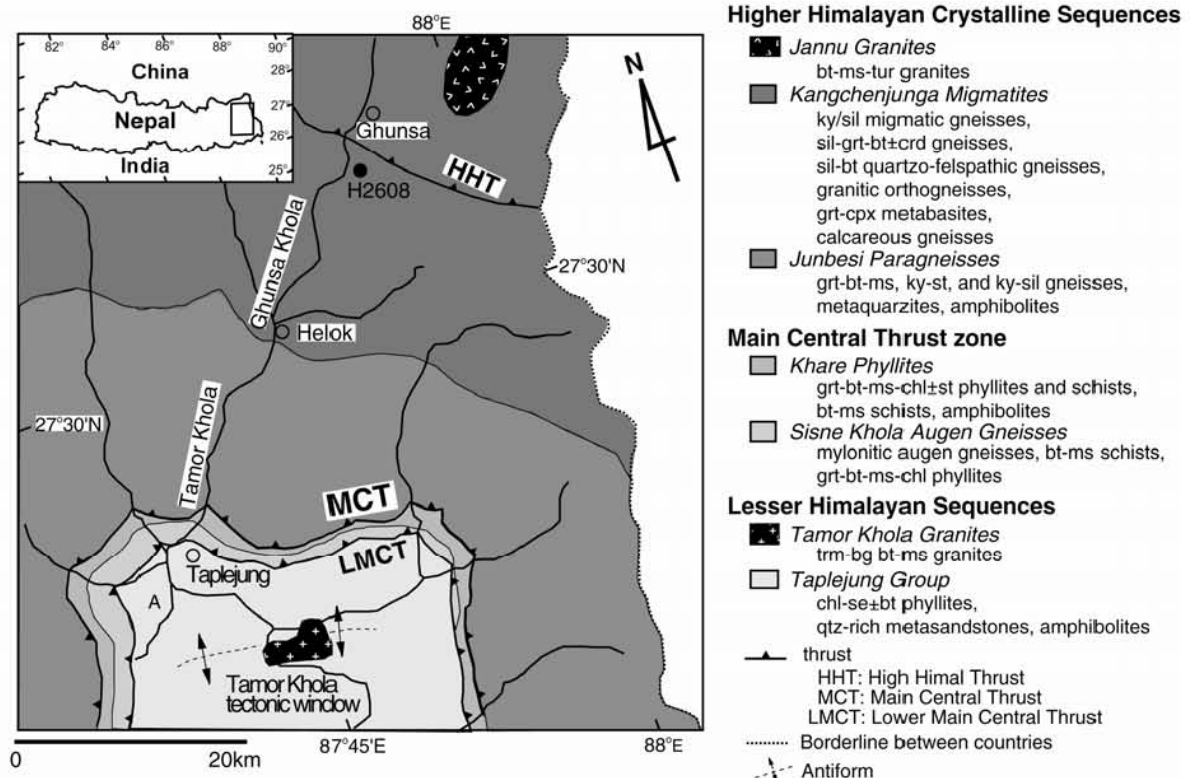 88°E
82°
84°
86°
88°
90°
30°
28°
27°
26°
25°
China
Nepal
India
N
Ghunsa
H2608
HHT
Ghunsa Khola
27°30'N
Helok
27°30'N
Tamor Khola
MCT
LMCT
Taplejung
A
Tamor Khola
tectonic window
0
20km
87°45'E
88°E
Higher Himalayan Crystalline Sequences
Jannu Granites
bt-ms-tur granites
Kangchenjunga Migmatites
ky/sil migmatic gneisses,
sil-grt-bt±crd gneisses,
sil-bt quartzo-felspathic gneisses,
granitic orthogneisses,
grt-cpx metabasites,
calcareous gneisses
Junbesi Paragneisses
grt-bt-ms, ky-st, and ky-sil gneisses,
metaquarzites, amphibolites
Main Central Thrust zone
Khare Phyllites
grt-bt-ms-chl±st phyllites and schists,
bt-ms schists, amphibolites
Sisne Khola Augen Gneisses
mylonitic augen gneisses, bt-ms schists,
grt-bt-ms-chl phyllites
Lesser Himalayan Sequences
Tamor Khola Granites
trm-bg bt-ms granites
Taplejung Group
chl-se±bt phyllites,
qtz-rich metasandstones, amphibolites
thrust
HHT: High Himal Thrust
MCT: Main Central Thrust
LMCT: Lower Main Central Thrust
Borderline between countries
Antiform